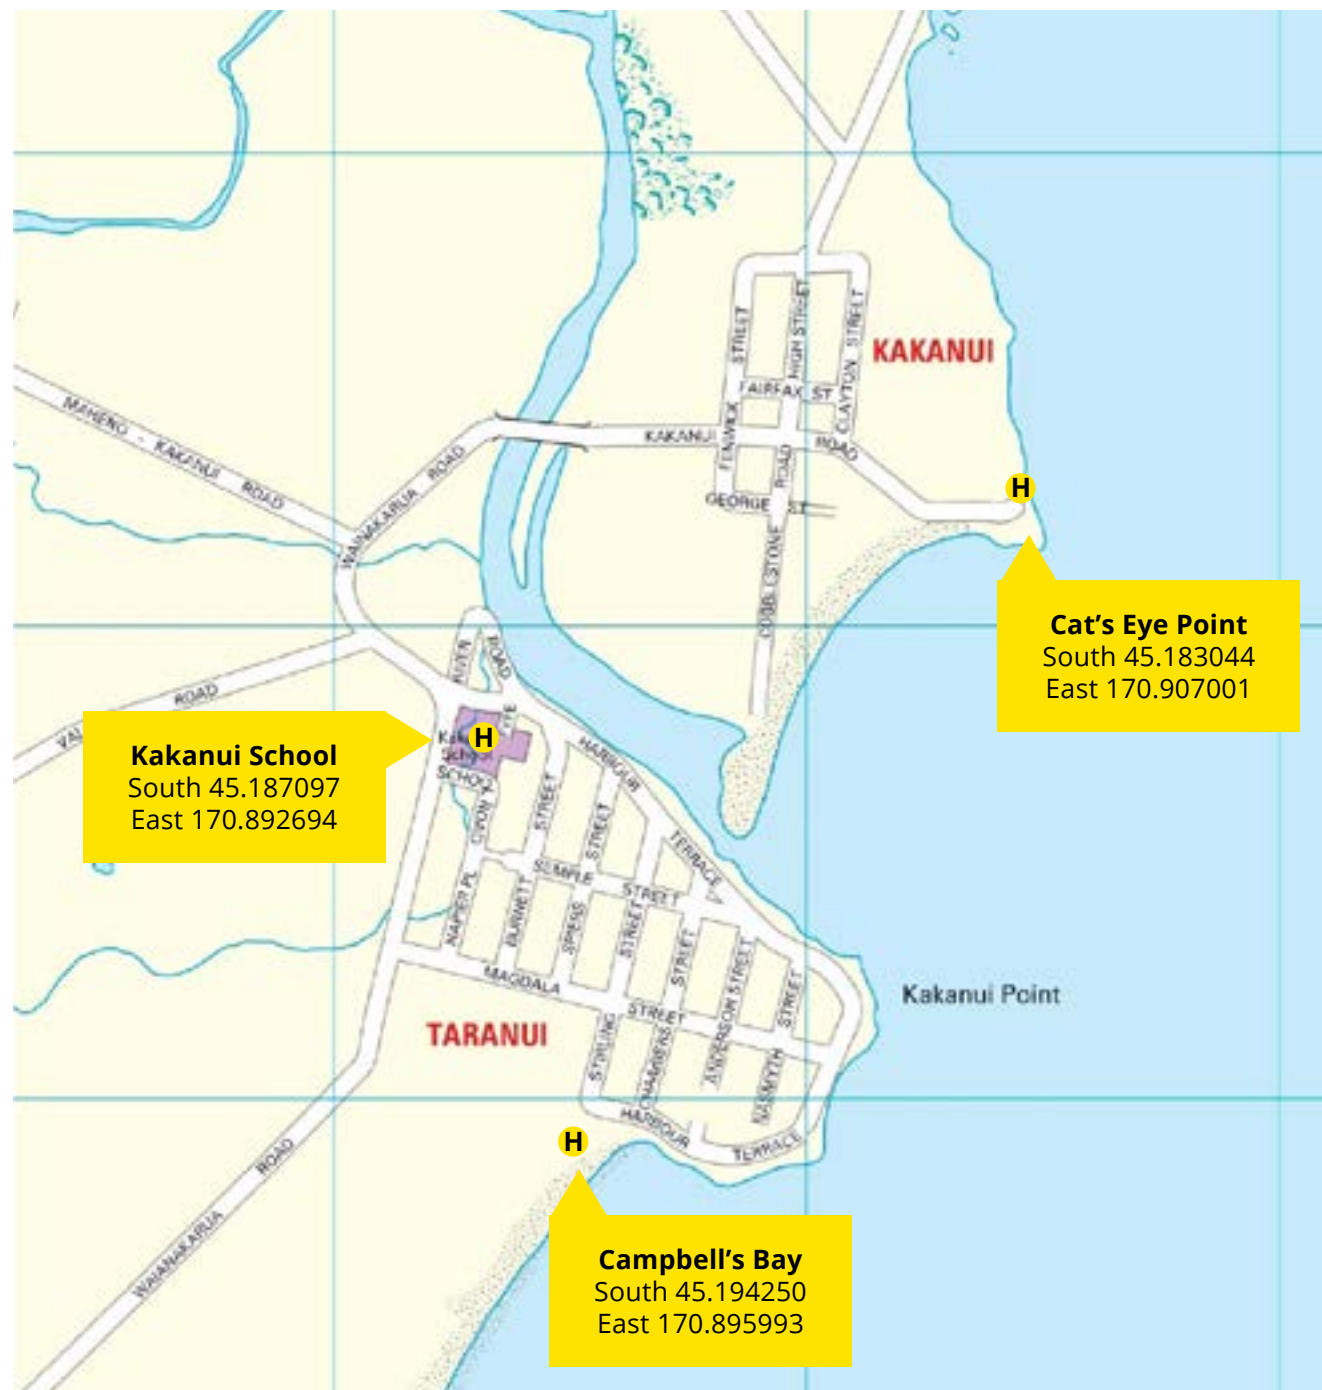 STREET
HIGH STREET
CLAYTON STREET
KAKANUI
FAIRFAX ST
MAHENO - KAKANUI ROAD
FENWICK
KAKANUI
ROAD
WAINAKARUA ROAD
ROAD
GEORGE ST
H
COBBLESTONE
Cat's Eye Point
South 45.183044
East 170.907001
ROAD
ROAD
Kakanui School
South 45.187097
East 170.892694
H
SCHOOL
ROAD
HARBOUR
TERRACE
STREET
STREET
SEMPLE
STREET
NAPIER PL
BURNETT
SPIERS
STREET
STREET
ANDERSON STREET
STREET
MAGDALA
STREET
Kakanui Point
TARANUI
STIRLING
CHAMBERS
NASMYTH
HARBOUR
TERRACE
H
WAIANAKARUA
ROAD
Campbell's Bay
South 45.194250
East 170.895993